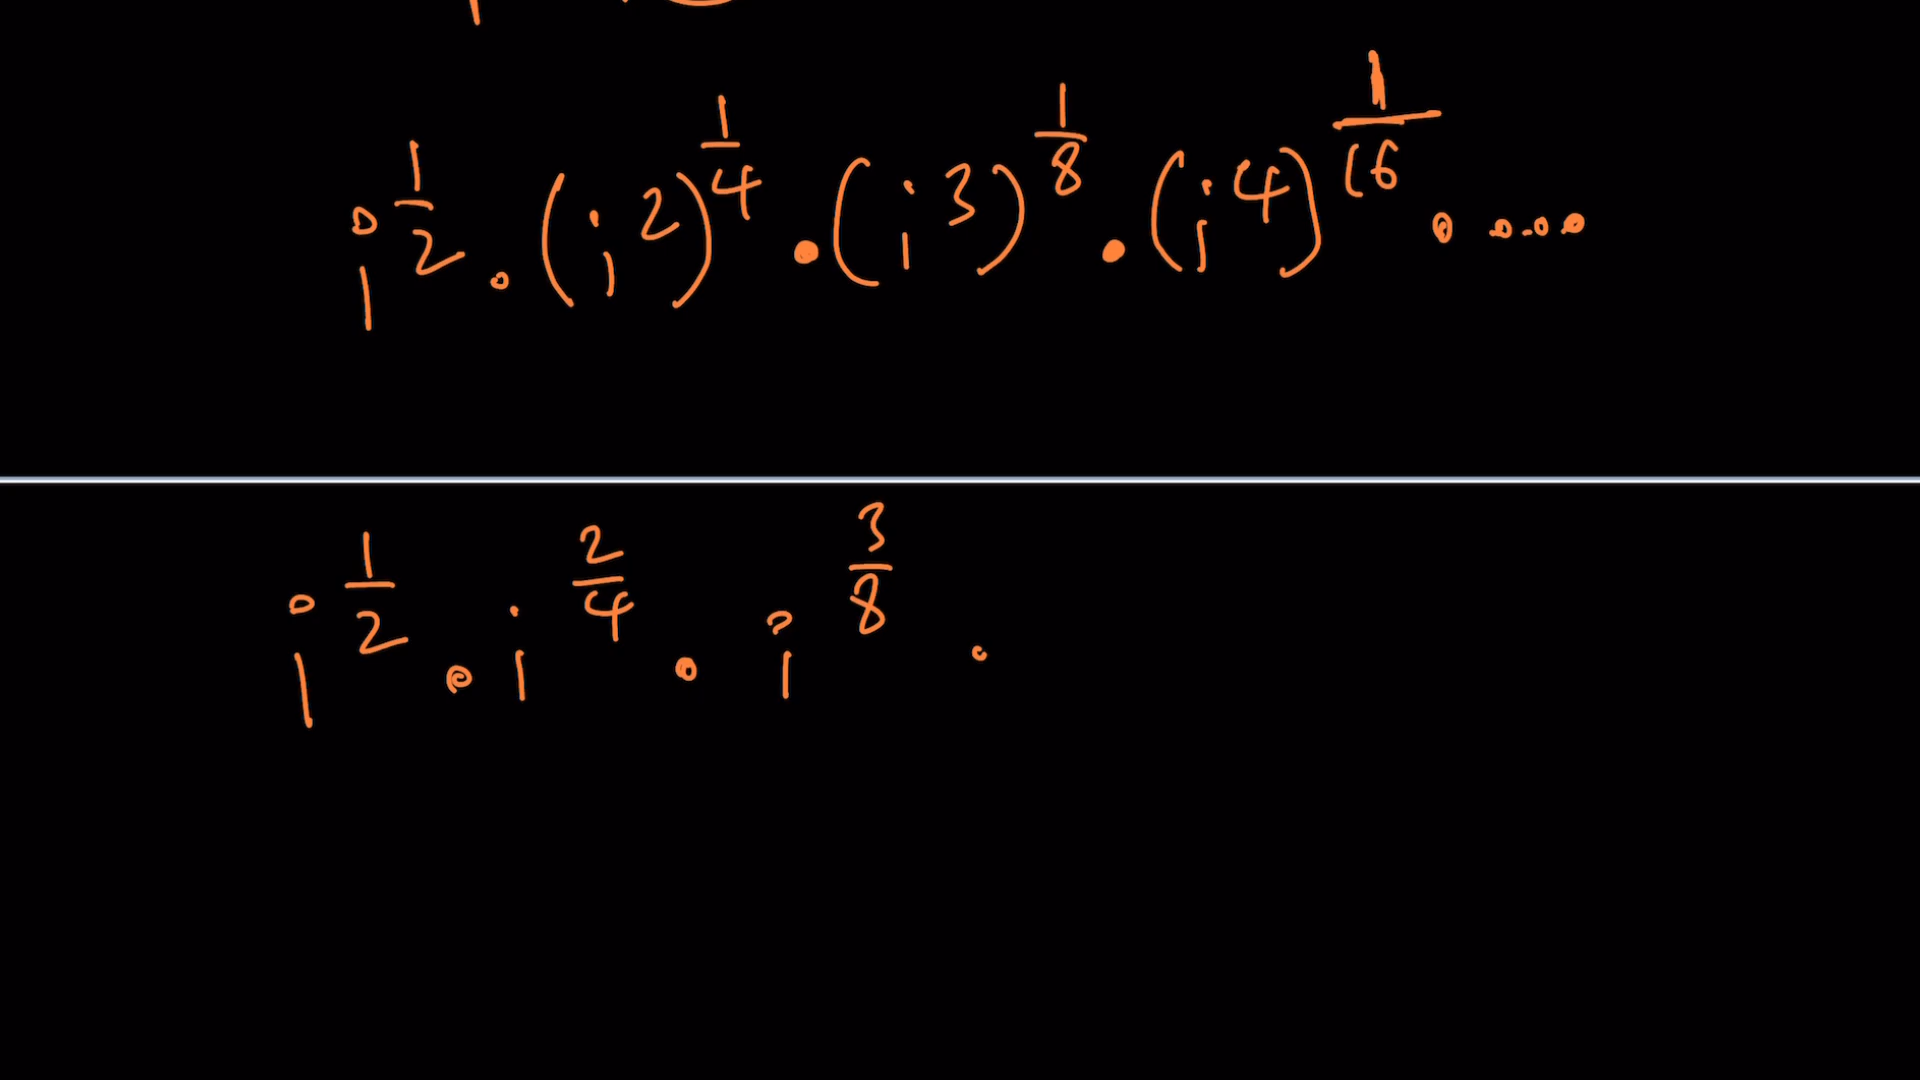 i^{1/2} · (i^2)^{1/4} · (i^3)^{1/8} · (i^4)^{1/16} · ....
i^{1/2} · i^{2/4} · i^{3/8} ·